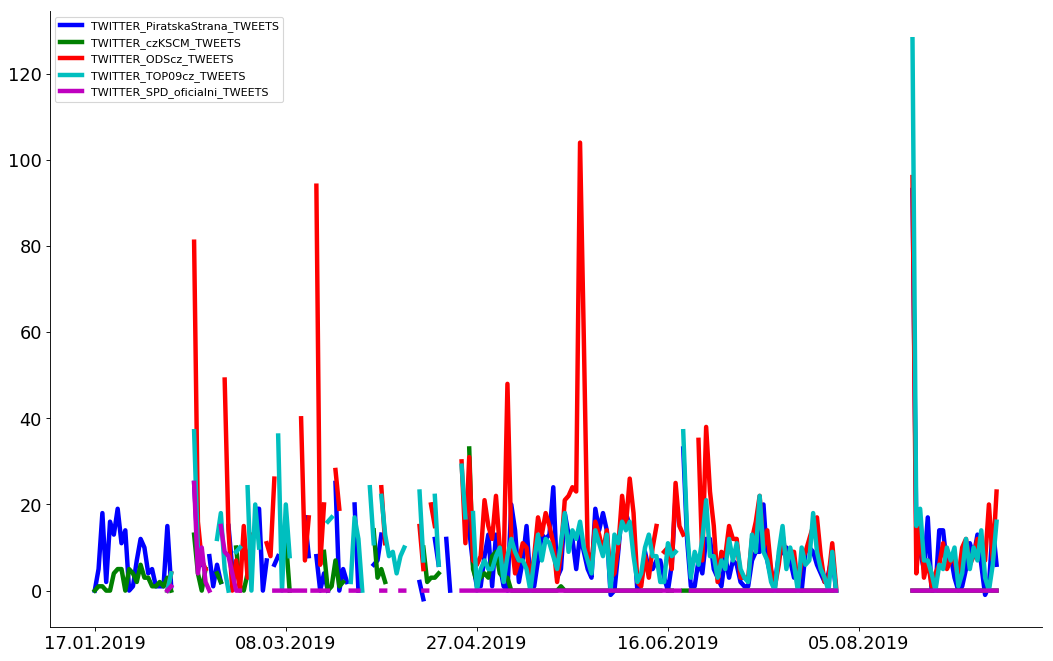 TWITTER_PiratskaStrana_TWEETS
TWITTER_czKSCM_TWEETS
TWITTER_ODScz_TWEETS
TWITTER_TOP09cz_TWEETS
TWITTER_SPD_oficialni_TWEETS
120
100
80
60
40
20
0
17.01.2019 08.03.2019 27.04.2019 16.06.2019 05.08.2019